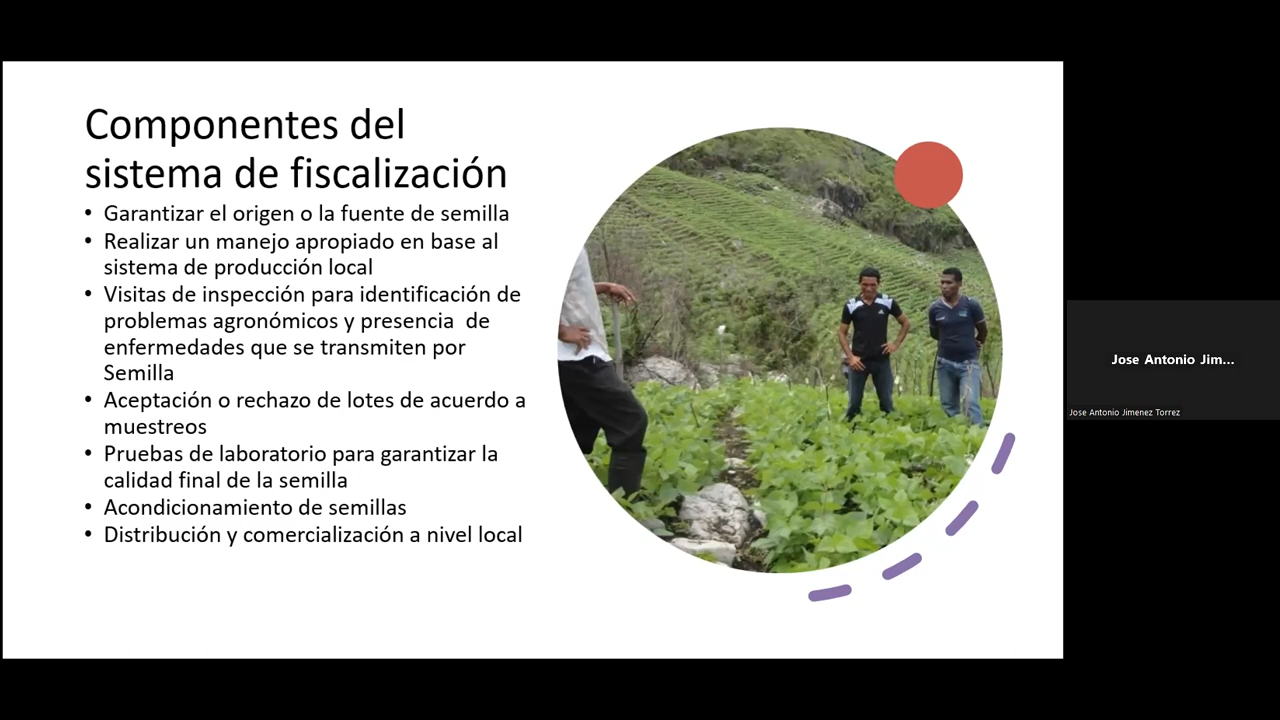 Componentes del
sistema de fiscalización
• Garantizar el origen o la fuente de semilla
• Realizar un manejo apropiado en base al
sistema de producción local
• Visitas de inspección para identificación de
problemas agronómicos y presencia  de
enfermedades que se transmiten por
Semilla
• Aceptación o rechazo de lotes de acuerdo a
muestreos
• Pruebas de laboratorio para garantizar la
calidad final de la semilla
• Acondicionamiento de semillas
• Distribución y comercialización a nivel local
Jose Antonio Jim...
Jose Antonio Jimenez Torrez